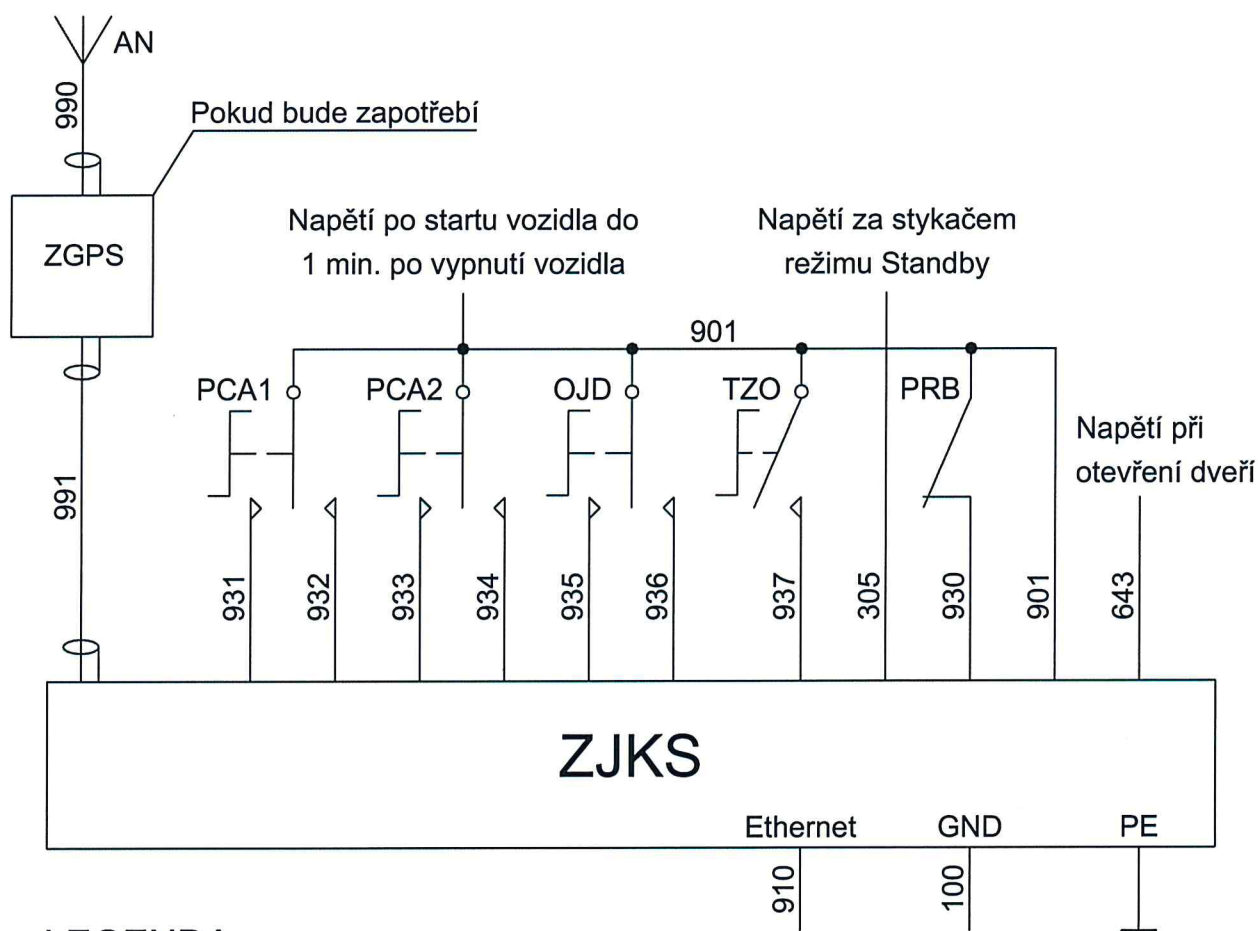 AN
990
Pokud bude zapotřebí
ZGPS
Napětí po startu vozidla do
1 min. po vypnutí vozidla
Napětí za stykačem
režimu Standby
901
PCA1
PCA2
OJD
TZO
PRB
Napětí při
otevření dveří
991
931
932
933
934
935
936
937
305
930
901
643
ZJKS
Ethernet
GND
PE
910
100